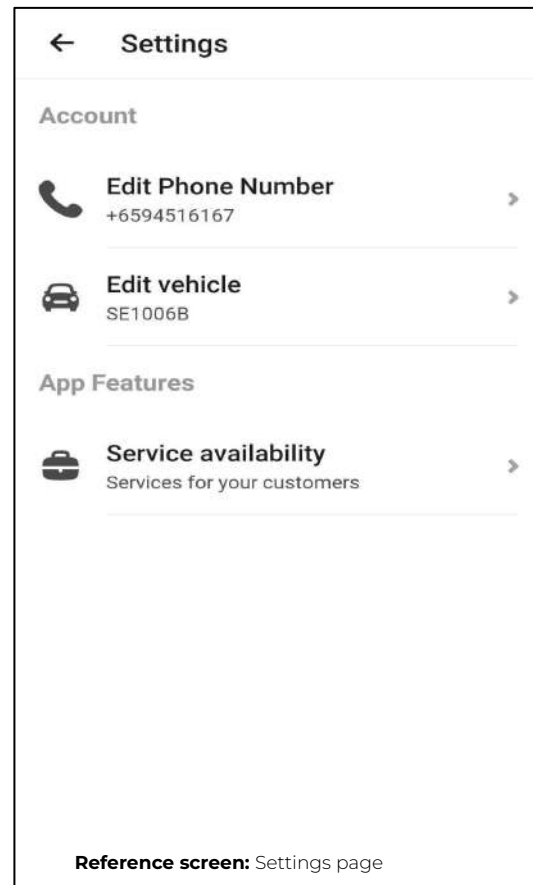 Settings
Account
Edit Phone Number
+6594516167
Edit vehicle
SE1006B
App Features
Service availability
Services for your customers
Reference screen: Settings page